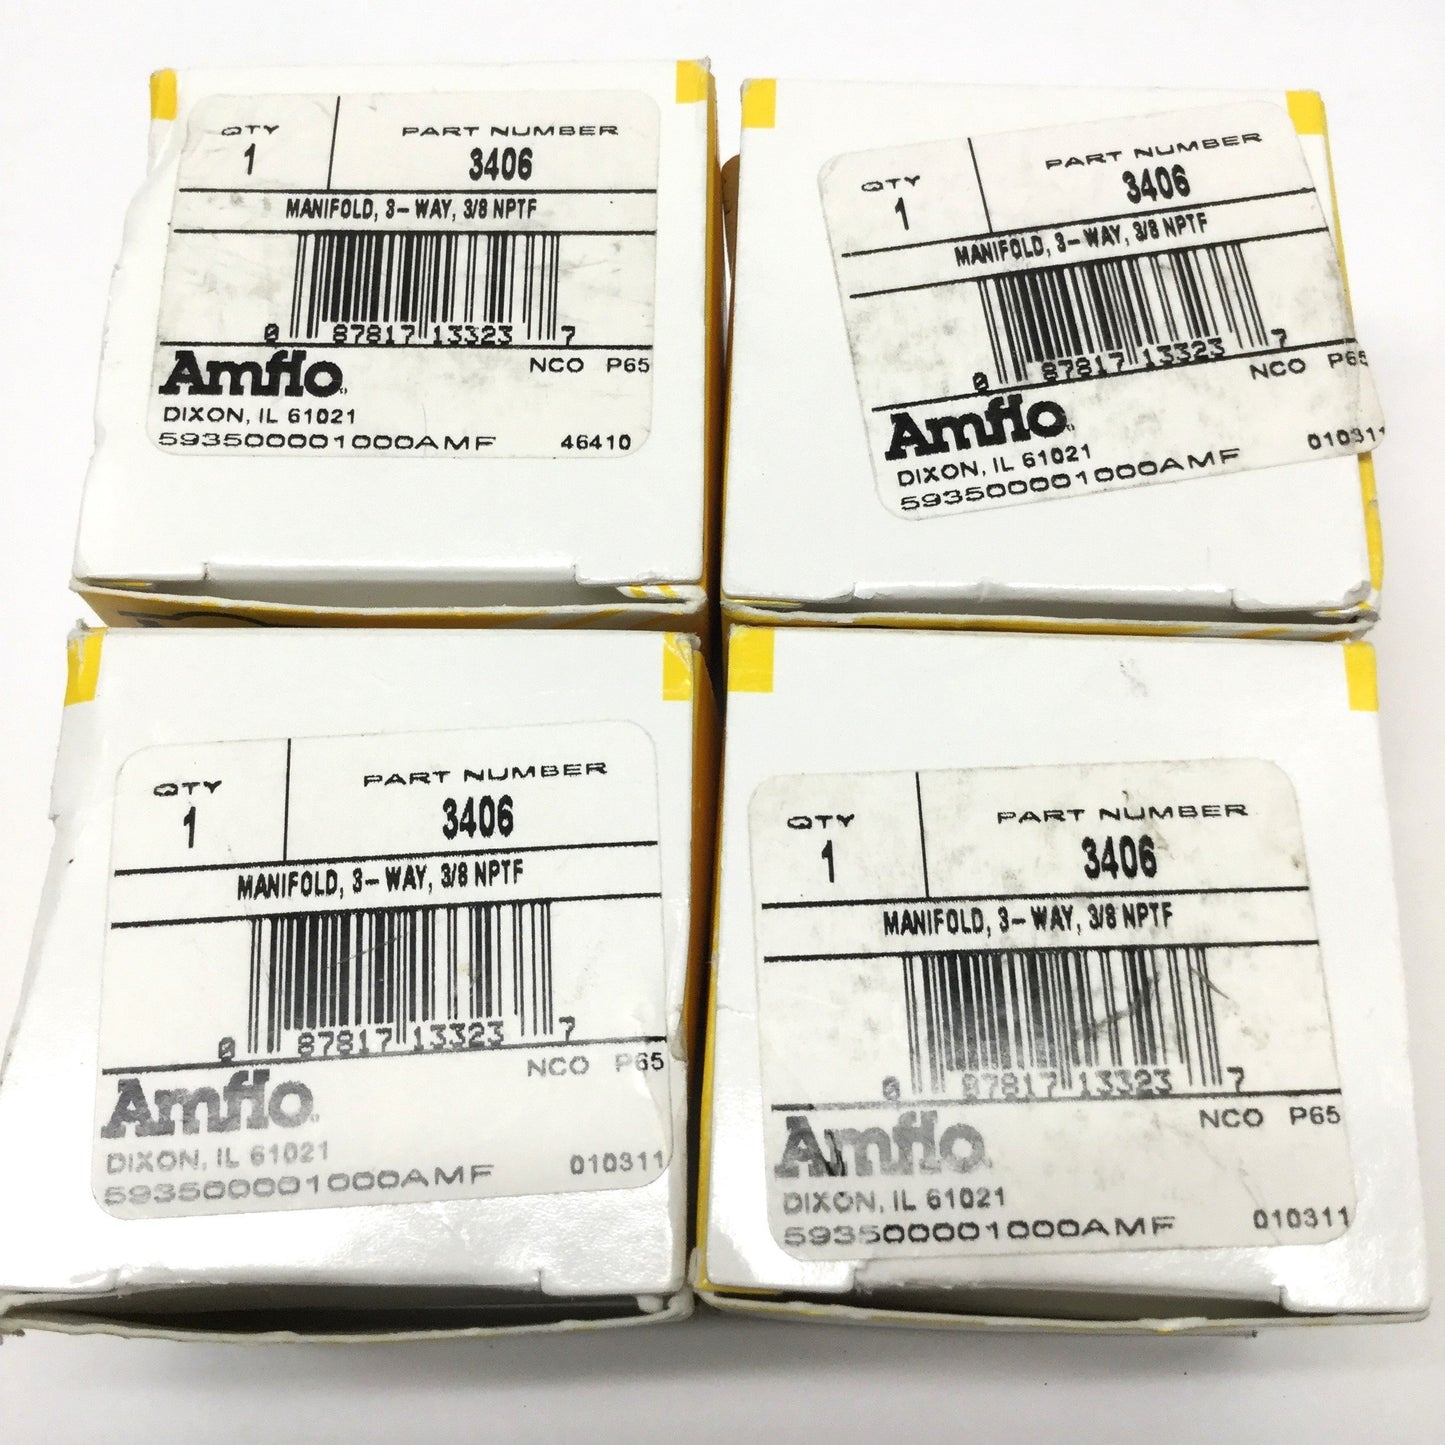 QTY PART NUMBER
1 3406
MANIFOLD, 3-WAY, 3/8 NPTF
0 87817 13323 7
NCO P65
Amflo
DIXON, IL 61021
593500001000AMF 46410
QTY PART NUMBER
1 3406
MANIFOLD, 3-WAY, 3/8 NPTF
0 87817 13323 7
NCO P65
Amflo
DIXON, IL 61021
593500001000AMF 010311
QTY PART NUMBER
1 3406
MANIFOLD, 3-WAY, 3/8 NPTF
0 87817 13323 7
NCO P65
Amflo
DIXON, IL 61021
593500001000AMF 010311
QTY PART NUMBER
1 3406
MANIFOLD, 3-WAY, 3/8 NPTF
0 87817 13323 7
NCO P65
Amflo
DIXON, IL 61021
593500001000AMF 010311